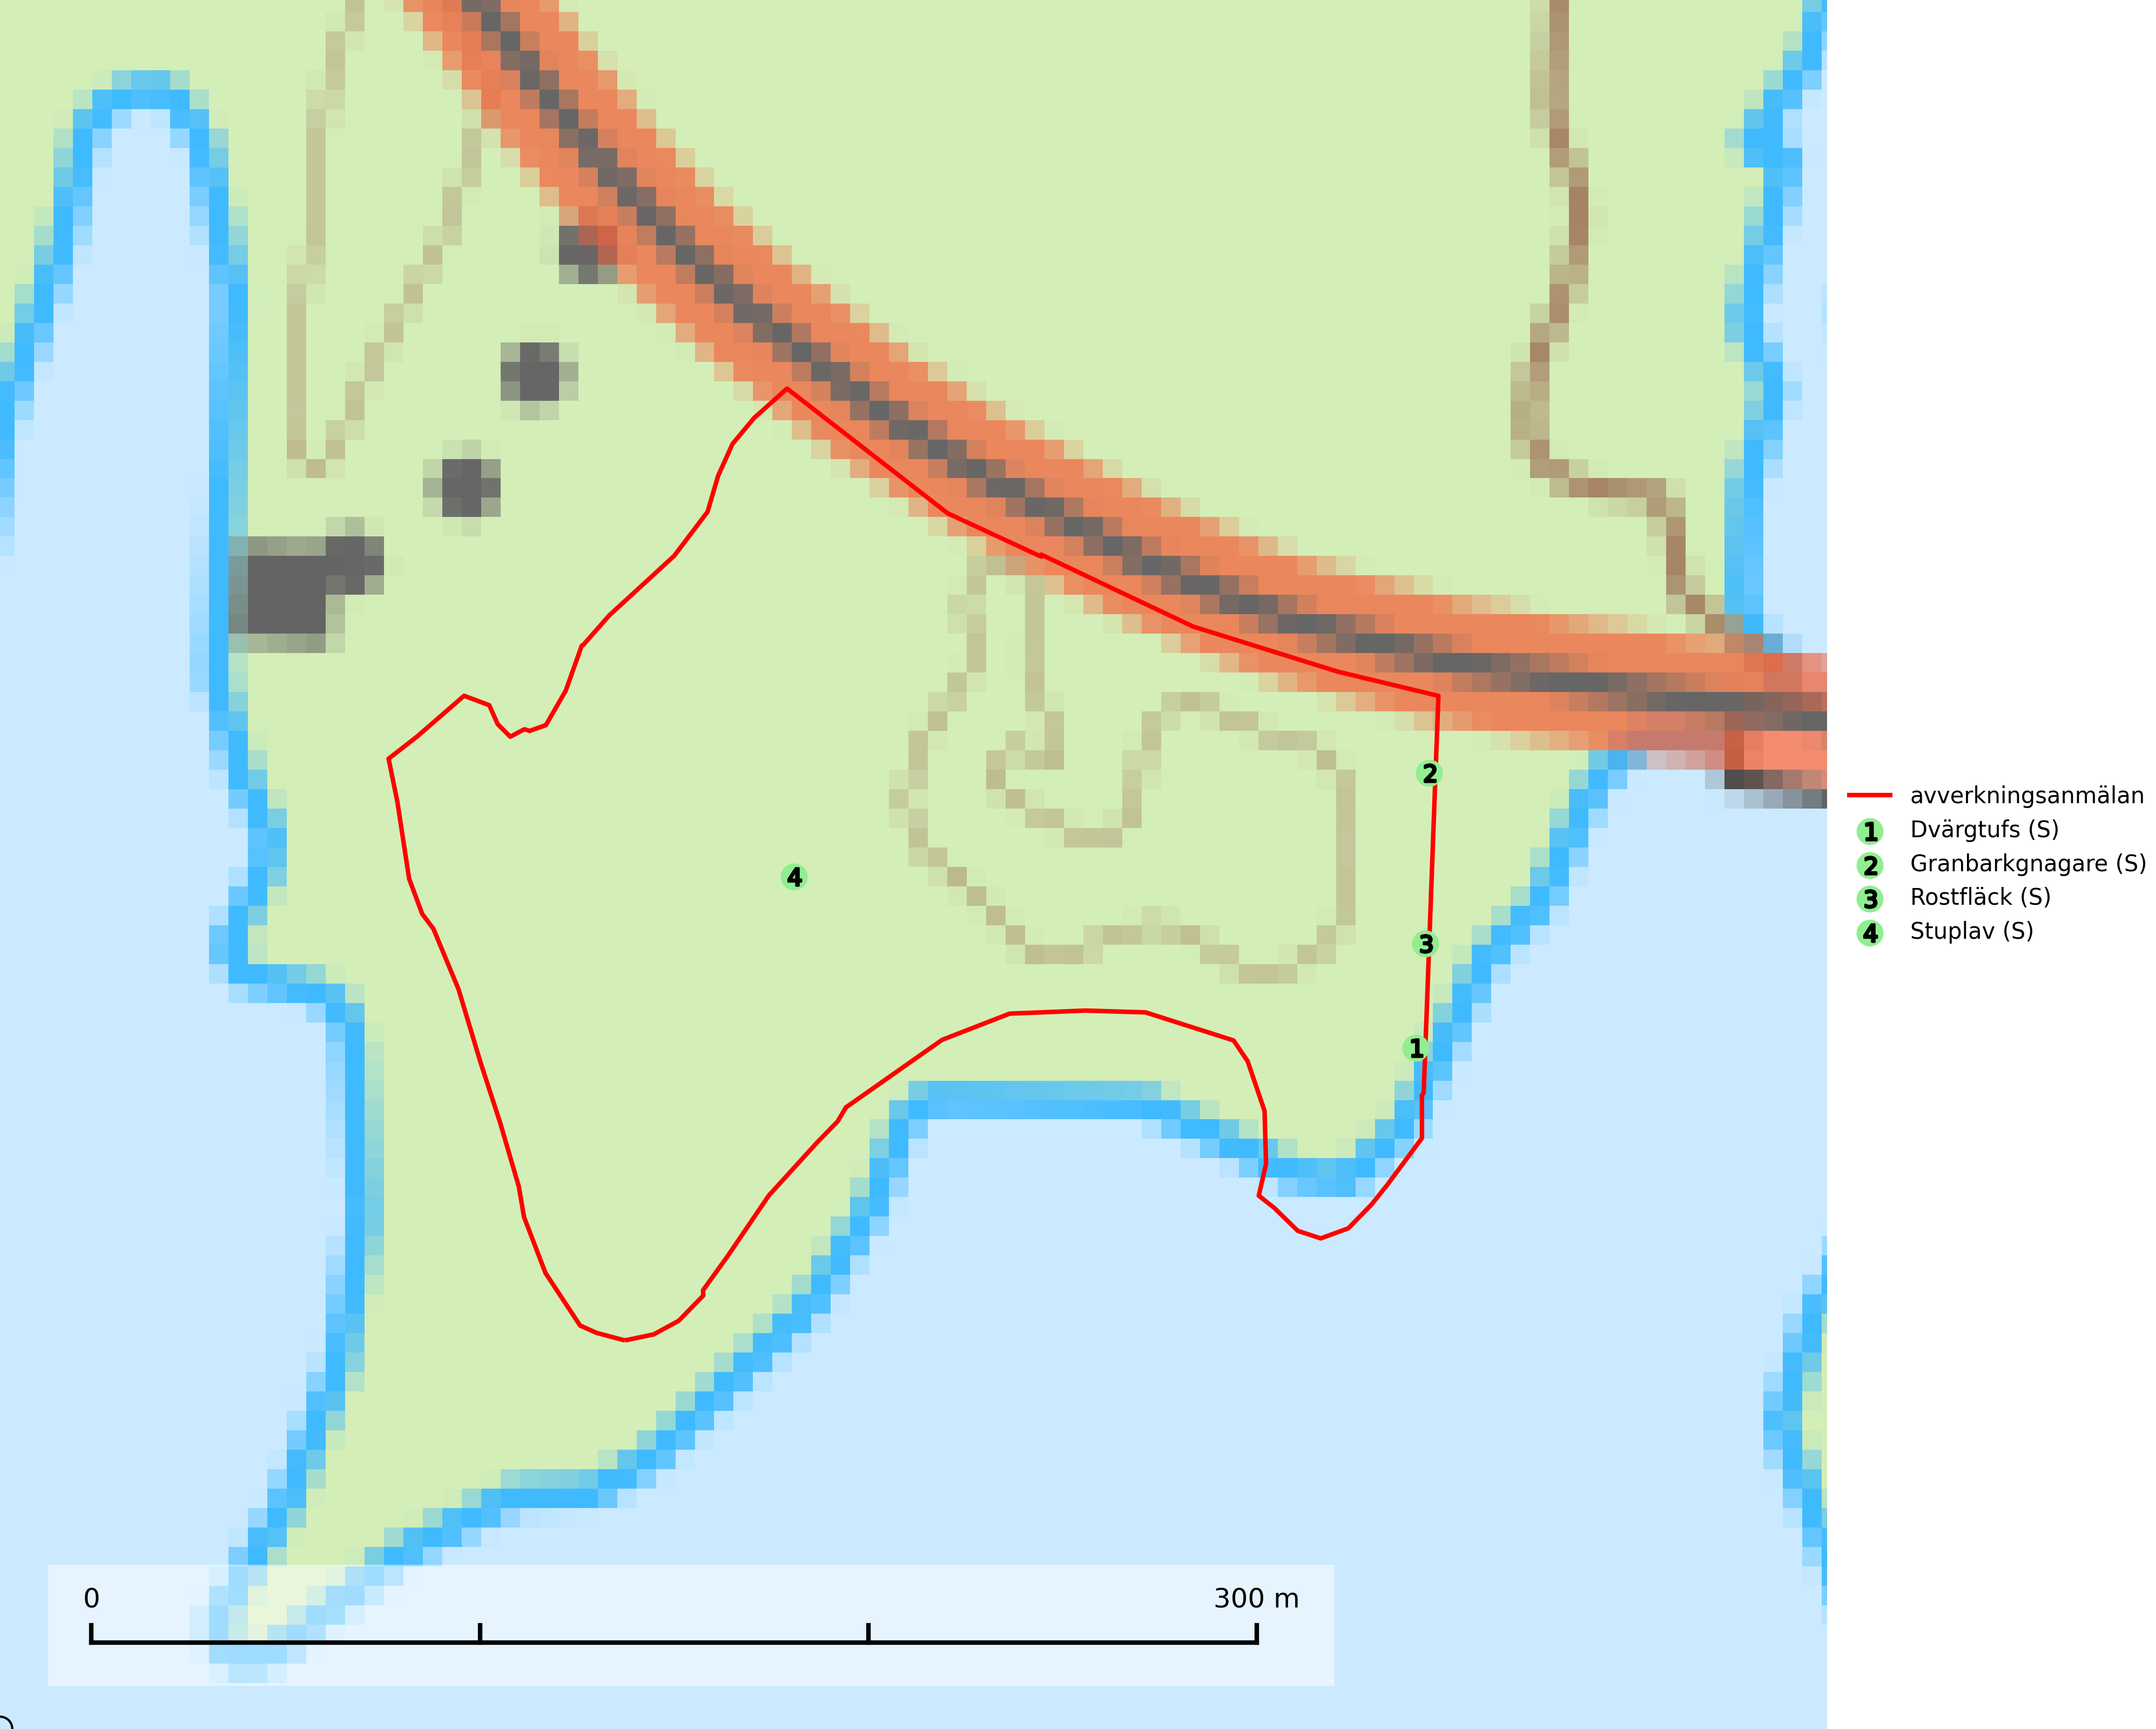 2
4
3
1
avverkningsanmälan
1 Dvärgtufs (S)
2 Granbarkgnagare (S)
3 Rostfläck (S)
4 Stuplav (S)
0 300 m